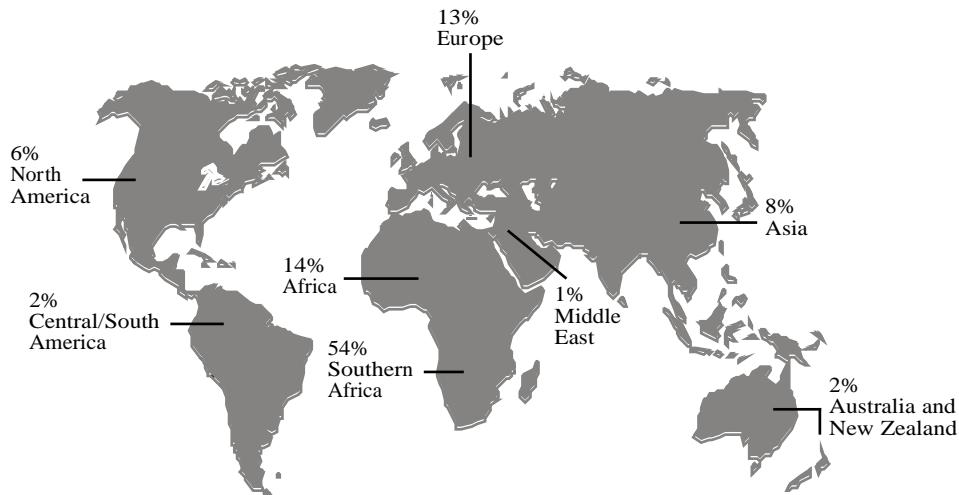 13%
Europe
6%
North
America
8%
Asia
14%
Africa
1%
Middle
East
2%
Central/South
America
54%
Southern
Africa
2%
Australia and
New Zealand